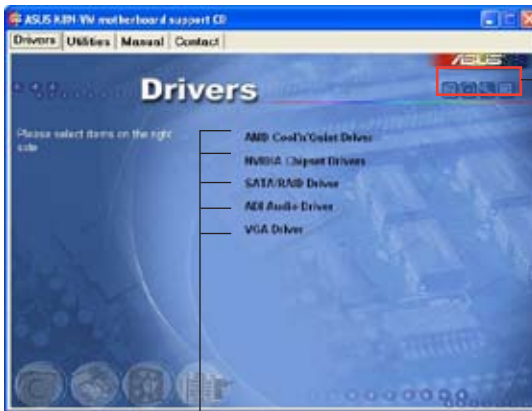 ASUS K8N-VM motherboard support CD
Drivers Utilities Manual Contact
ASUS
Drivers
Please select items on the right side
AMD Cool'n'Quiet Driver
NVIDIA Chipset Drivers
SATA/RAID Driver
ADI Audio Driver
VGA Driver